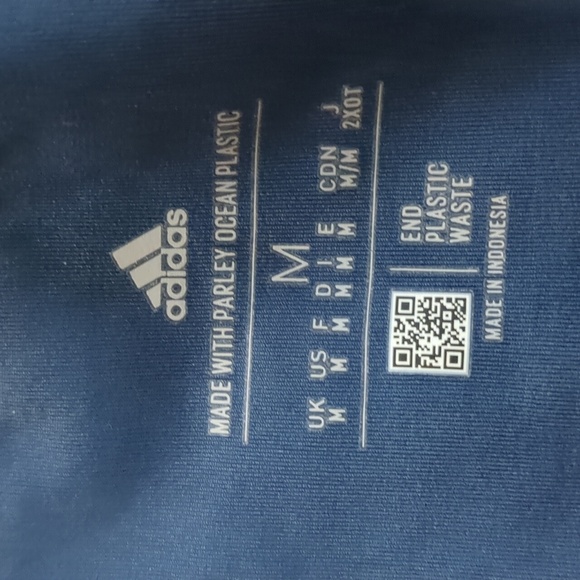 adidas
MADE WITH PARLEY OCEAN PLASTIC
M
UK US F D I E CDN J
M M M M M M M/M 2XOT
END
PLASTIC
WASTE
MADE IN INDONESIA